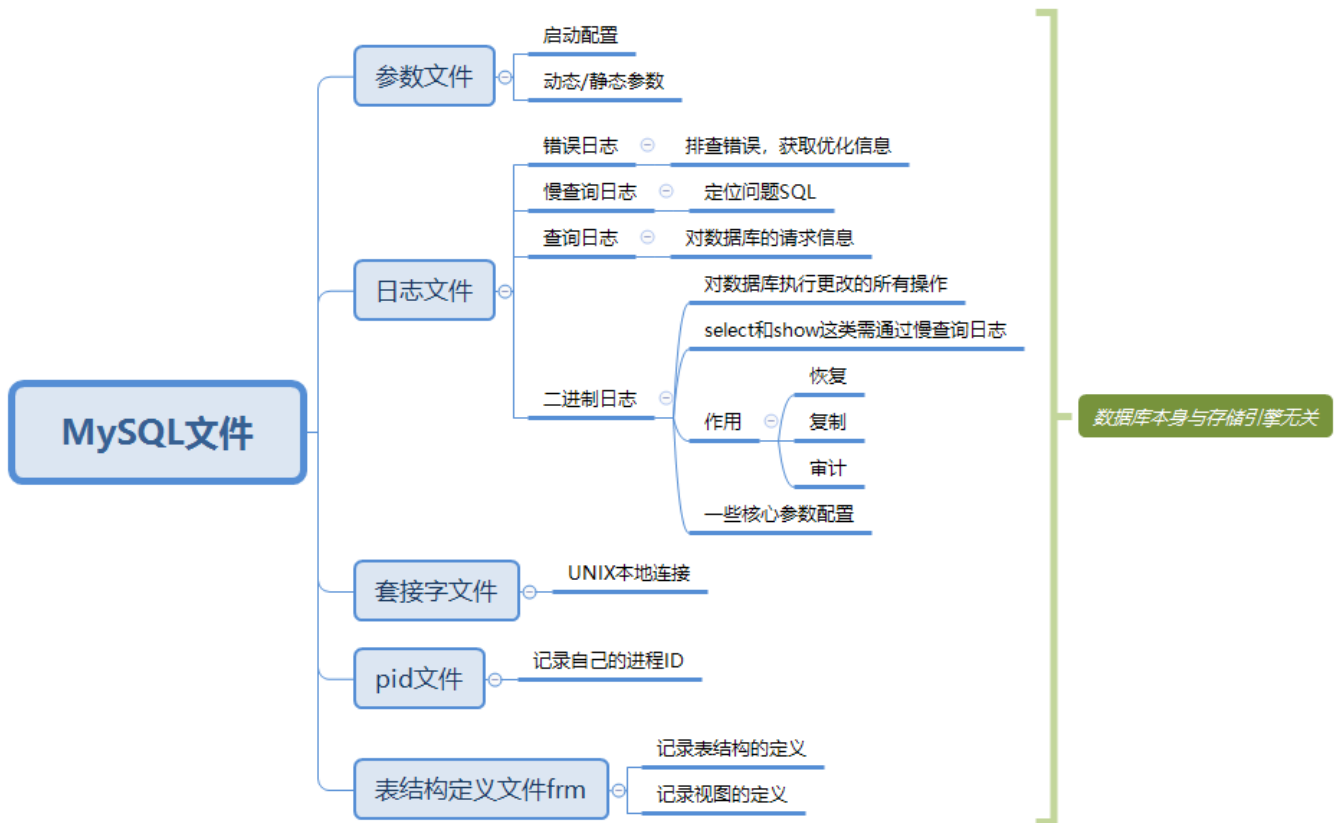 MySQL文件
参数文件
启动配置
动态/静态参数
日志文件
错误日志
排查错误，获取优化信息
慢查询日志
定位问题SQL
查询日志
对数据库的请求信息
二进制日志
对数据库执行更改的所有操作
select和show这类需通过慢查询日志
作用
恢复
复制
审计
一些核心参数配置
套接字文件
UNIX本地连接
pid文件
记录自己的进程ID
表结构定义文件frm
记录表结构的定义
记录视图的定义
数据库本身与存储引擎无关